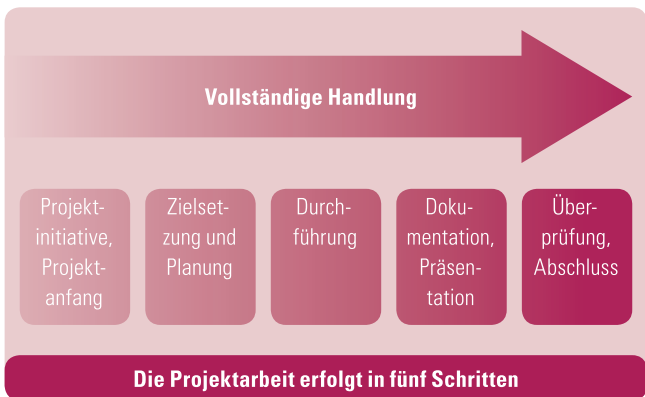 Vollständige Handlung
Projekt-
initiative,
Projekt-
anfang
Zielset-
zung und
Planung
Durch-
führung
Doku-
mentation,
Präsen-
tation
Über-
prüfung,
Abschluss
Die Projektarbeit erfolgt in fünf Schritten